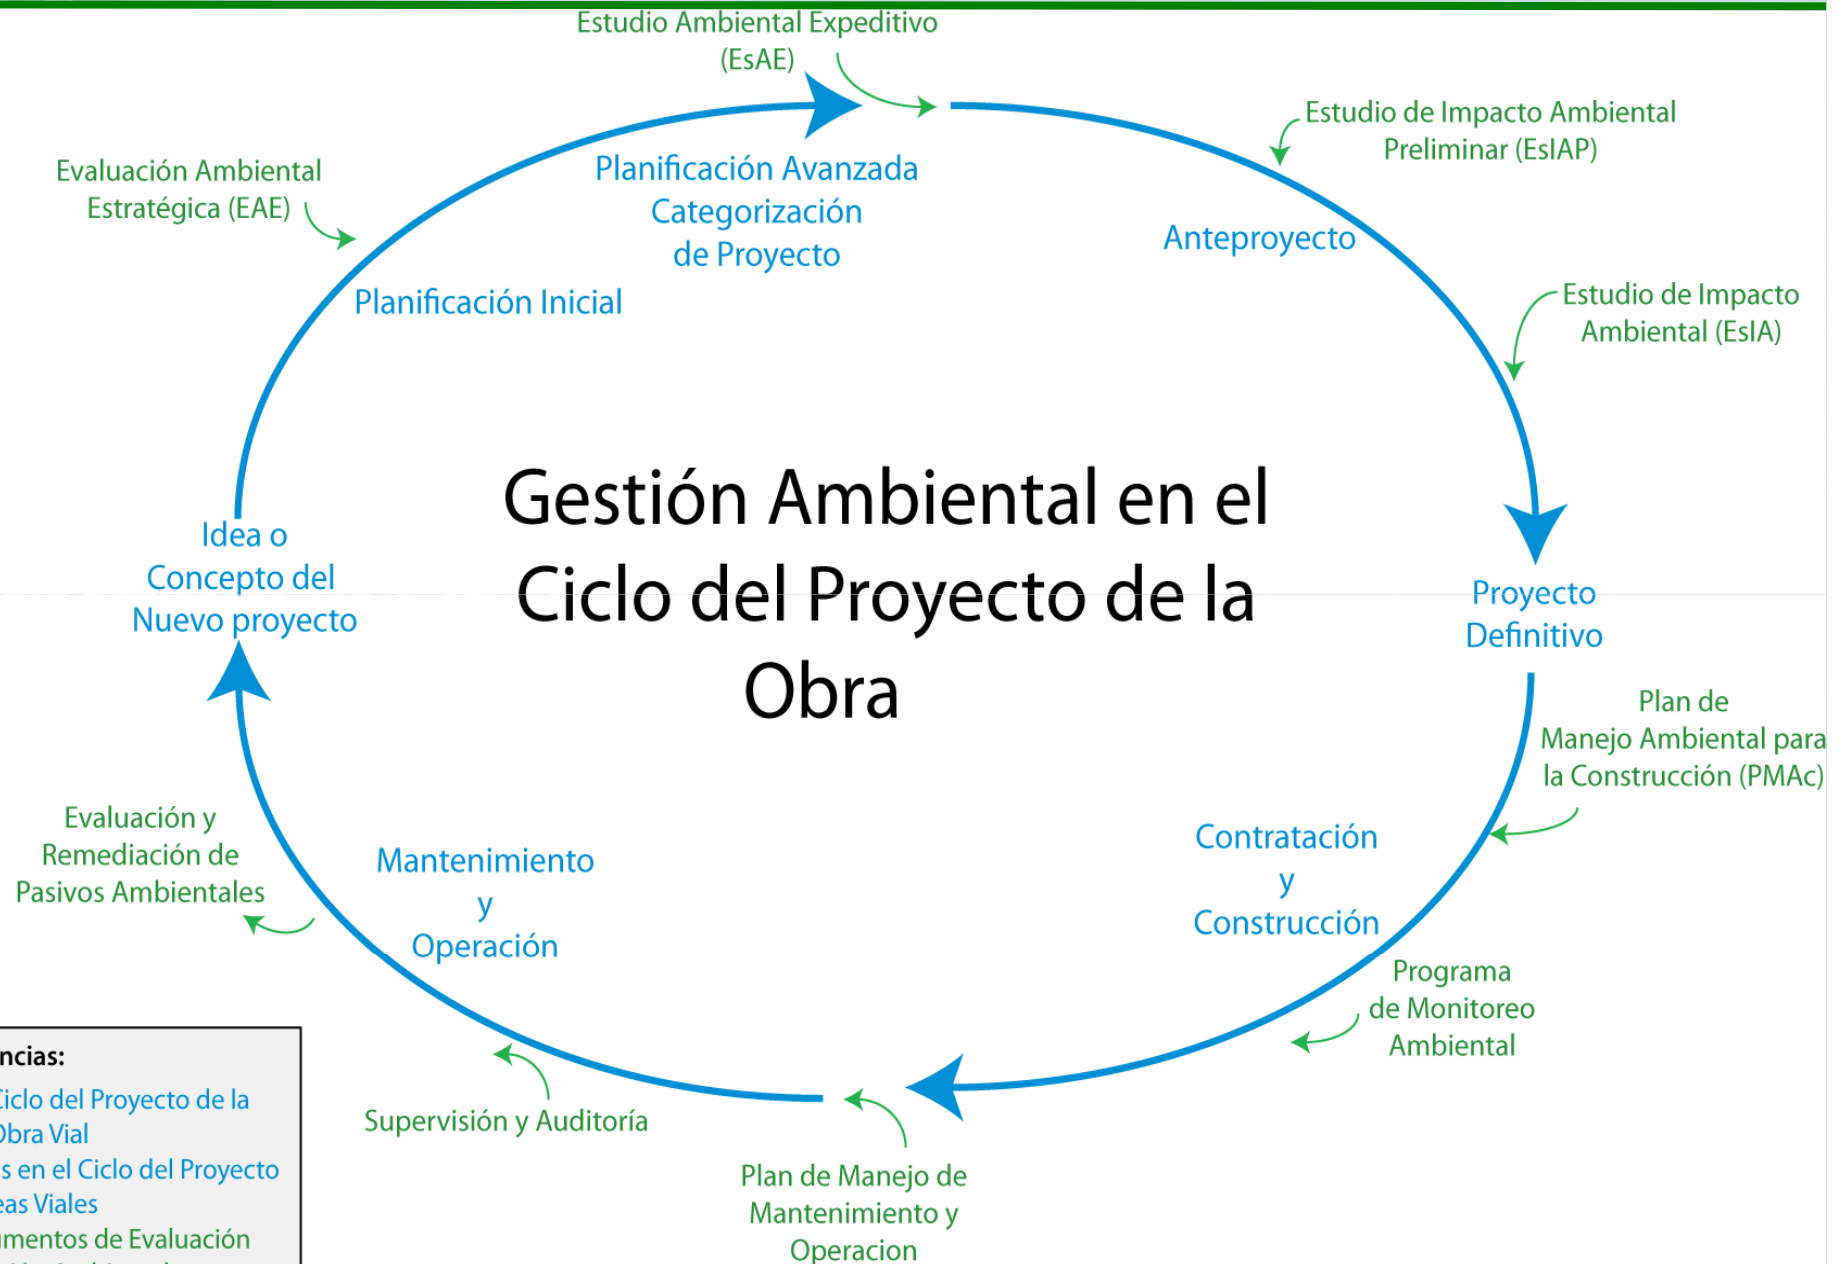 Estudio Ambiental Expeditivo
(EsAE)
Estudio de Impacto Ambiental
Preliminar (EsIAP)
Evaluación Ambiental
Estratégica (EAE)
Planificación Avanzada
Categorización
de Proyecto
Anteproyecto
Planificación Inicial
Estudio de Impacto
Ambiental (EsIA)
Gestión Ambiental en el
Ciclo del Proyecto de la
Obra
Idea o
Concepto del
Nuevo proyecto
Proyecto
Definitivo
Plan de
Manejo Ambiental para
la Construcción (PMAc)
Contratación
y
Construcción
Evaluación y
Remediación de
Pasivos Ambientales
Mantenimiento
y
Operación
Programa
de Monitoreo
Ambiental
Supervisión y Auditoría
Plan de Manejo de
Mantenimiento y
Operacion
ncias:
Ciclo del Proyecto de la
Obra Vial
s en el Ciclo del Proyecto
eas Viales
umentos de Evaluación